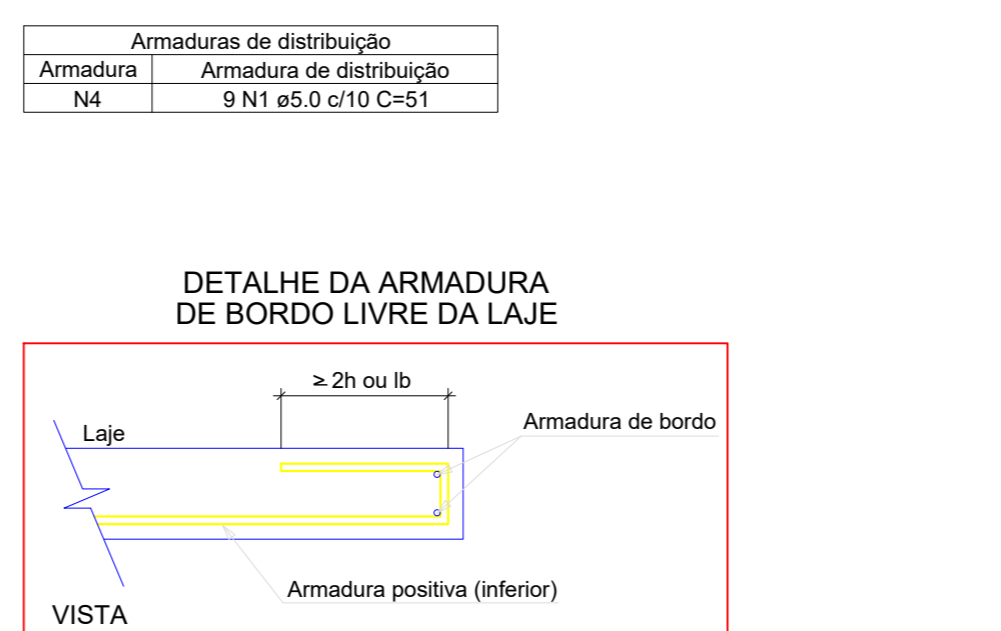 Armaduras de distribuição
Armadura Armadura de distribuição
N4 9 N1 ø5.0 c/10 C=51
DETALHE DA ARMADURA
DE BORDO LIVRE DA LAJE
≥ 2h ou lb
Armadura de bordo
Laje
Armadura positiva (inferior)
VISTA